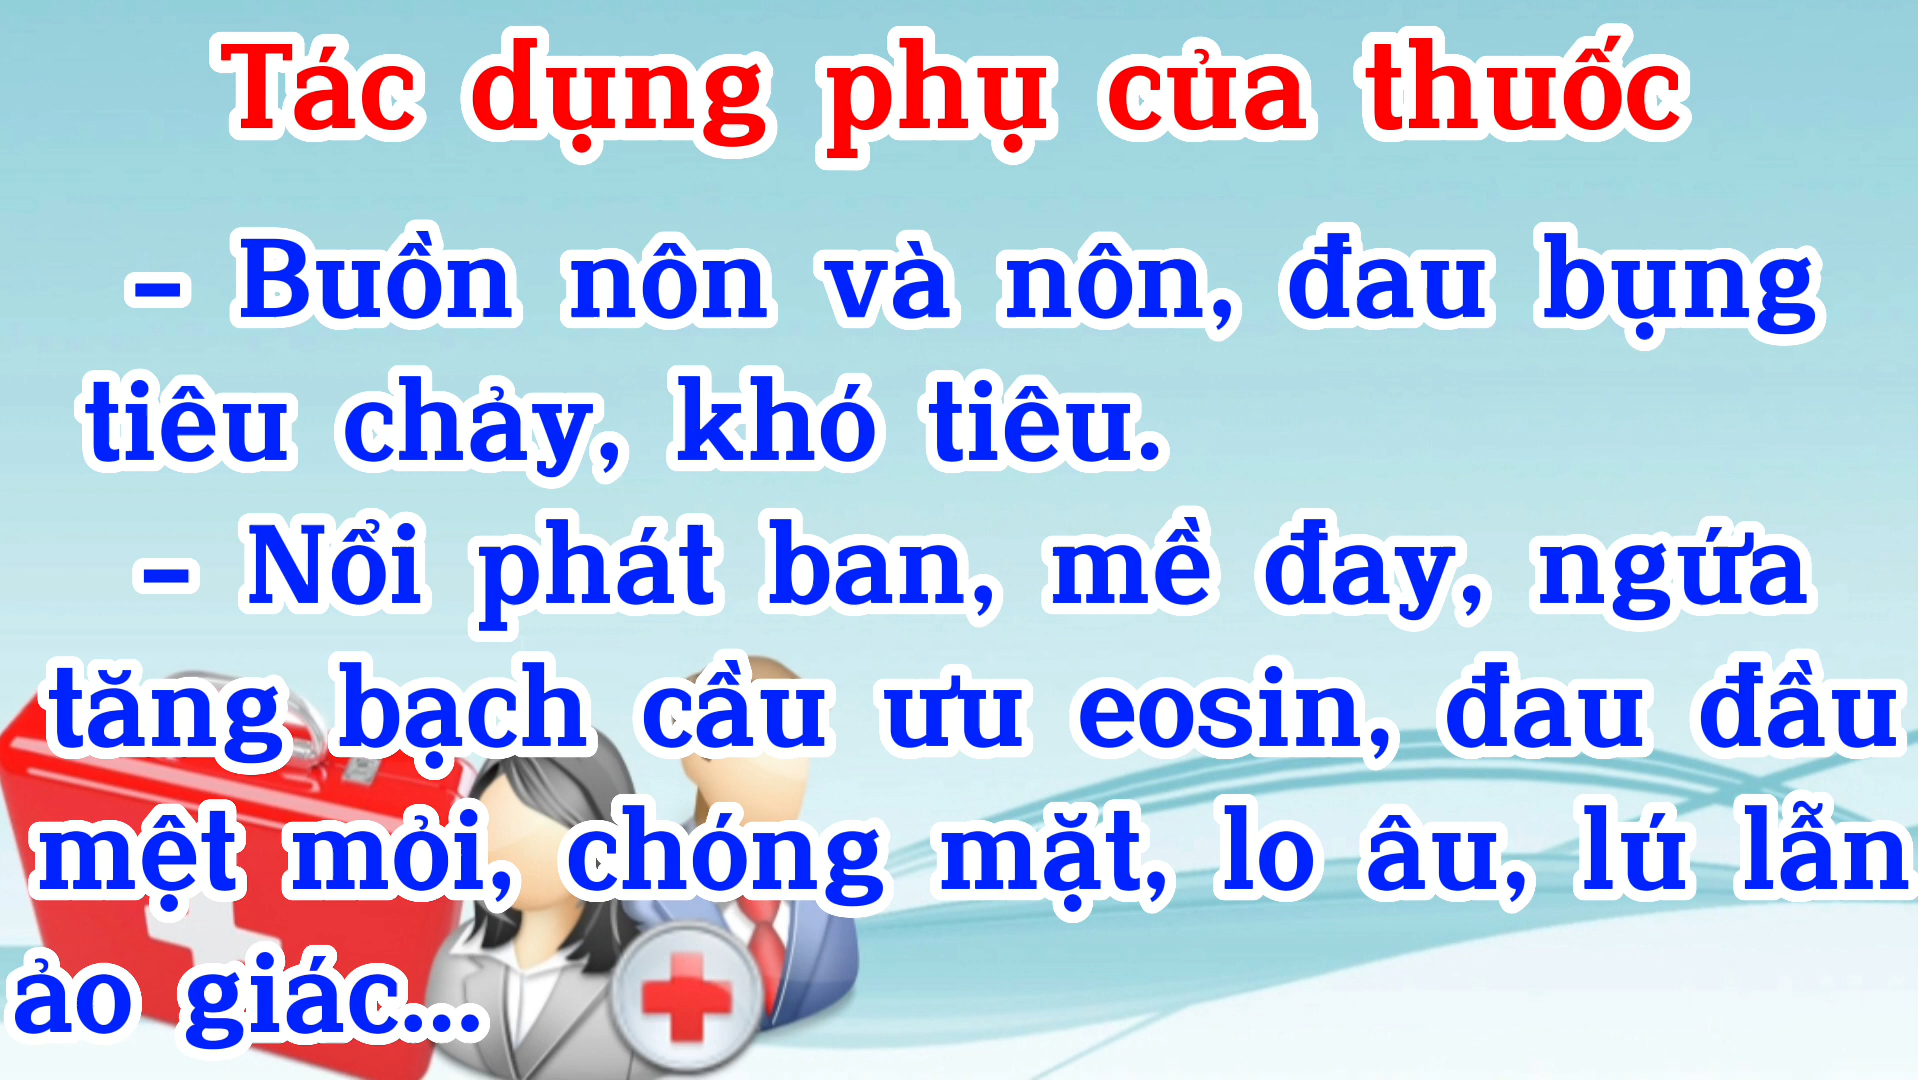 Tác dụng phụ của thuốc
– Buồn nôn và nôn, đau bụng
tiêu chảy, khó tiêu.
– Nổi phát ban, mề đay, ngứa
tăng bạch cầu ưu eosin, đau đầu
mệt mỏi, chóng mặt, lo âu, lú lẫn
ảo giác...